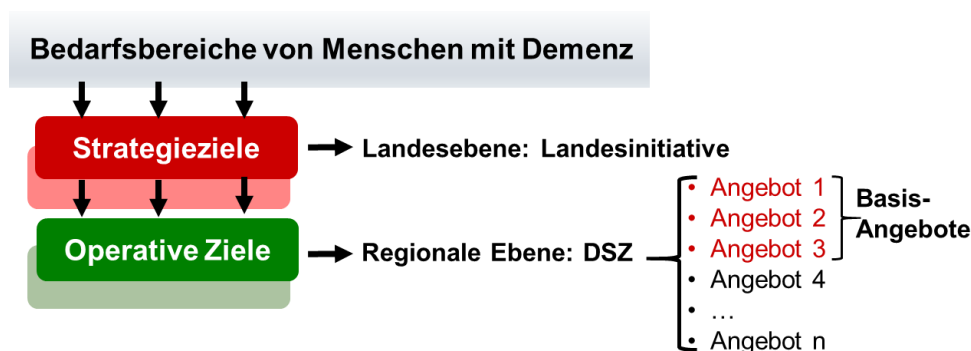 Bedarfsbereiche von Menschen mit Demenz
Strategieziele
Landesebene: Landesinitiative
Operative Ziele
Regionale Ebene: DSZ
• Angebot 1
• Angebot 2
• Angebot 3
• Angebot 4
• …
• Angebot n
Basis-
Angebote